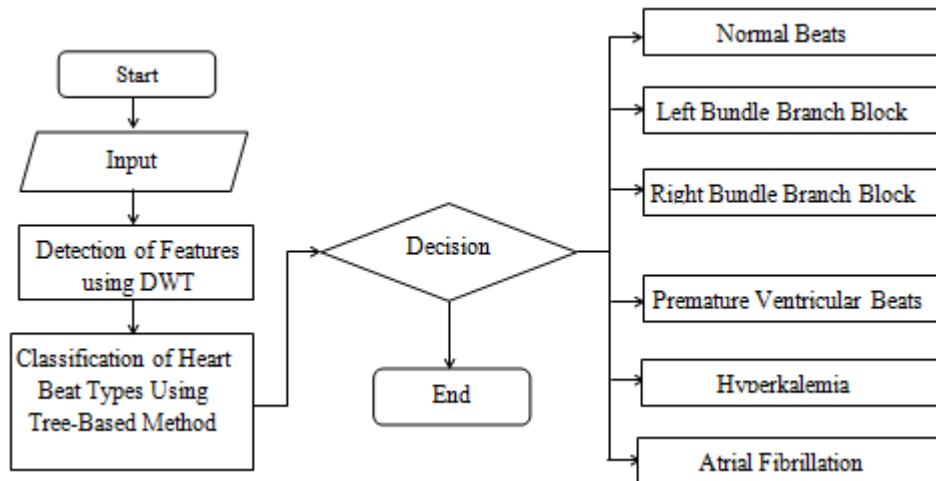 Start
Input
Detection of Features
using DWT
Classification of Heart
Beat Types Using
Tree-Based Method
Decision
End
Normal Beats
Left Bundle Branch Block
Right Bundle Branch Block
Premature Ventricular Beats
Hyperkalemia
Atrial Fibrillation